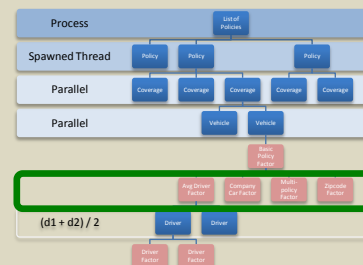 Process
List of
Policies
Spawned Thread
Policy
Policy
Policy
Parallel
Coverage
Coverage
Coverage
Coverage
Coverage
Parallel
Vehicle
Vehicle
Basic
Policy
Factor
Avg Driver
Factor
Company
Car Factor
Multi-
policy
Factor
Zipcode
Factor
(d1 + d2) / 2
Driver
Driver
Driver
Factor
Driver
Factor